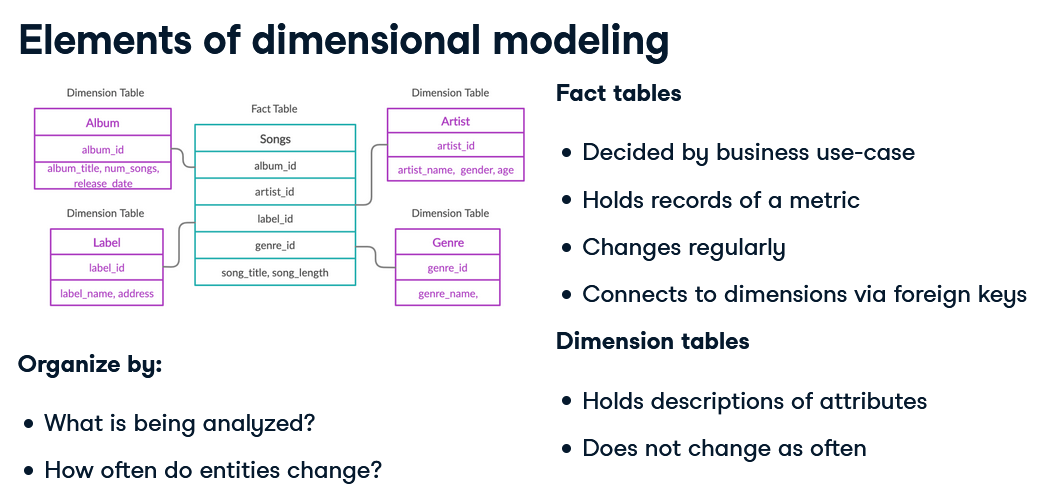 Elements of dimensional modeling
Dimension Table
Album
album_id
album_title, num_songs,
release_date
Dimension Table
Label
label_id
label_name, address
Fact Table
Songs
album_id
artist_id
label_id
genre_id
song_title, song_length
Dimension Table
Artist
artist_id
artist_name, gender, age
Dimension Table
Genre
genre_id
genre_name,
Organize by:
• What is being analyzed?
• How often do entities change?
Fact tables
• Decided by business use-case
• Holds records of a metric
• Changes regularly
• Connects to dimensions via foreign keys
Dimension tables
• Holds descriptions of attributes
• Does not change as often